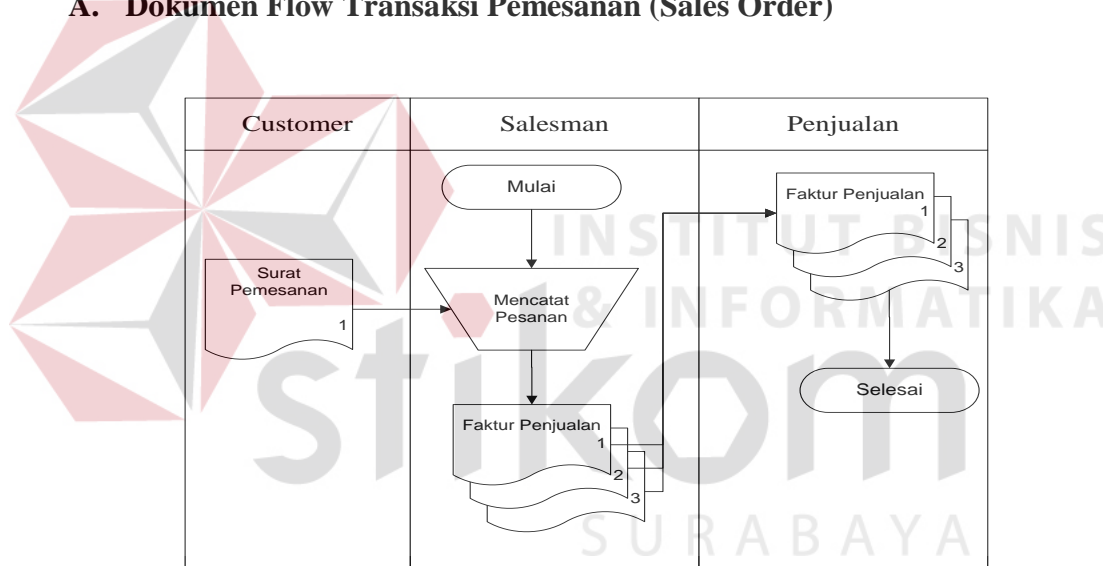 A. Dokumen Flow Transaksi Pemesanan (Sales Order)
Customer
Salesman
Penjualan
Mulai
Surat
Pemesanan
1
Mencatat
Pesanan
Faktur Penjualan
1
2
3
Faktur Penjualan
1
2
3
Selesai
INSTITUT BISNIS
& INFORMATIKA
stikom
SURABAYA